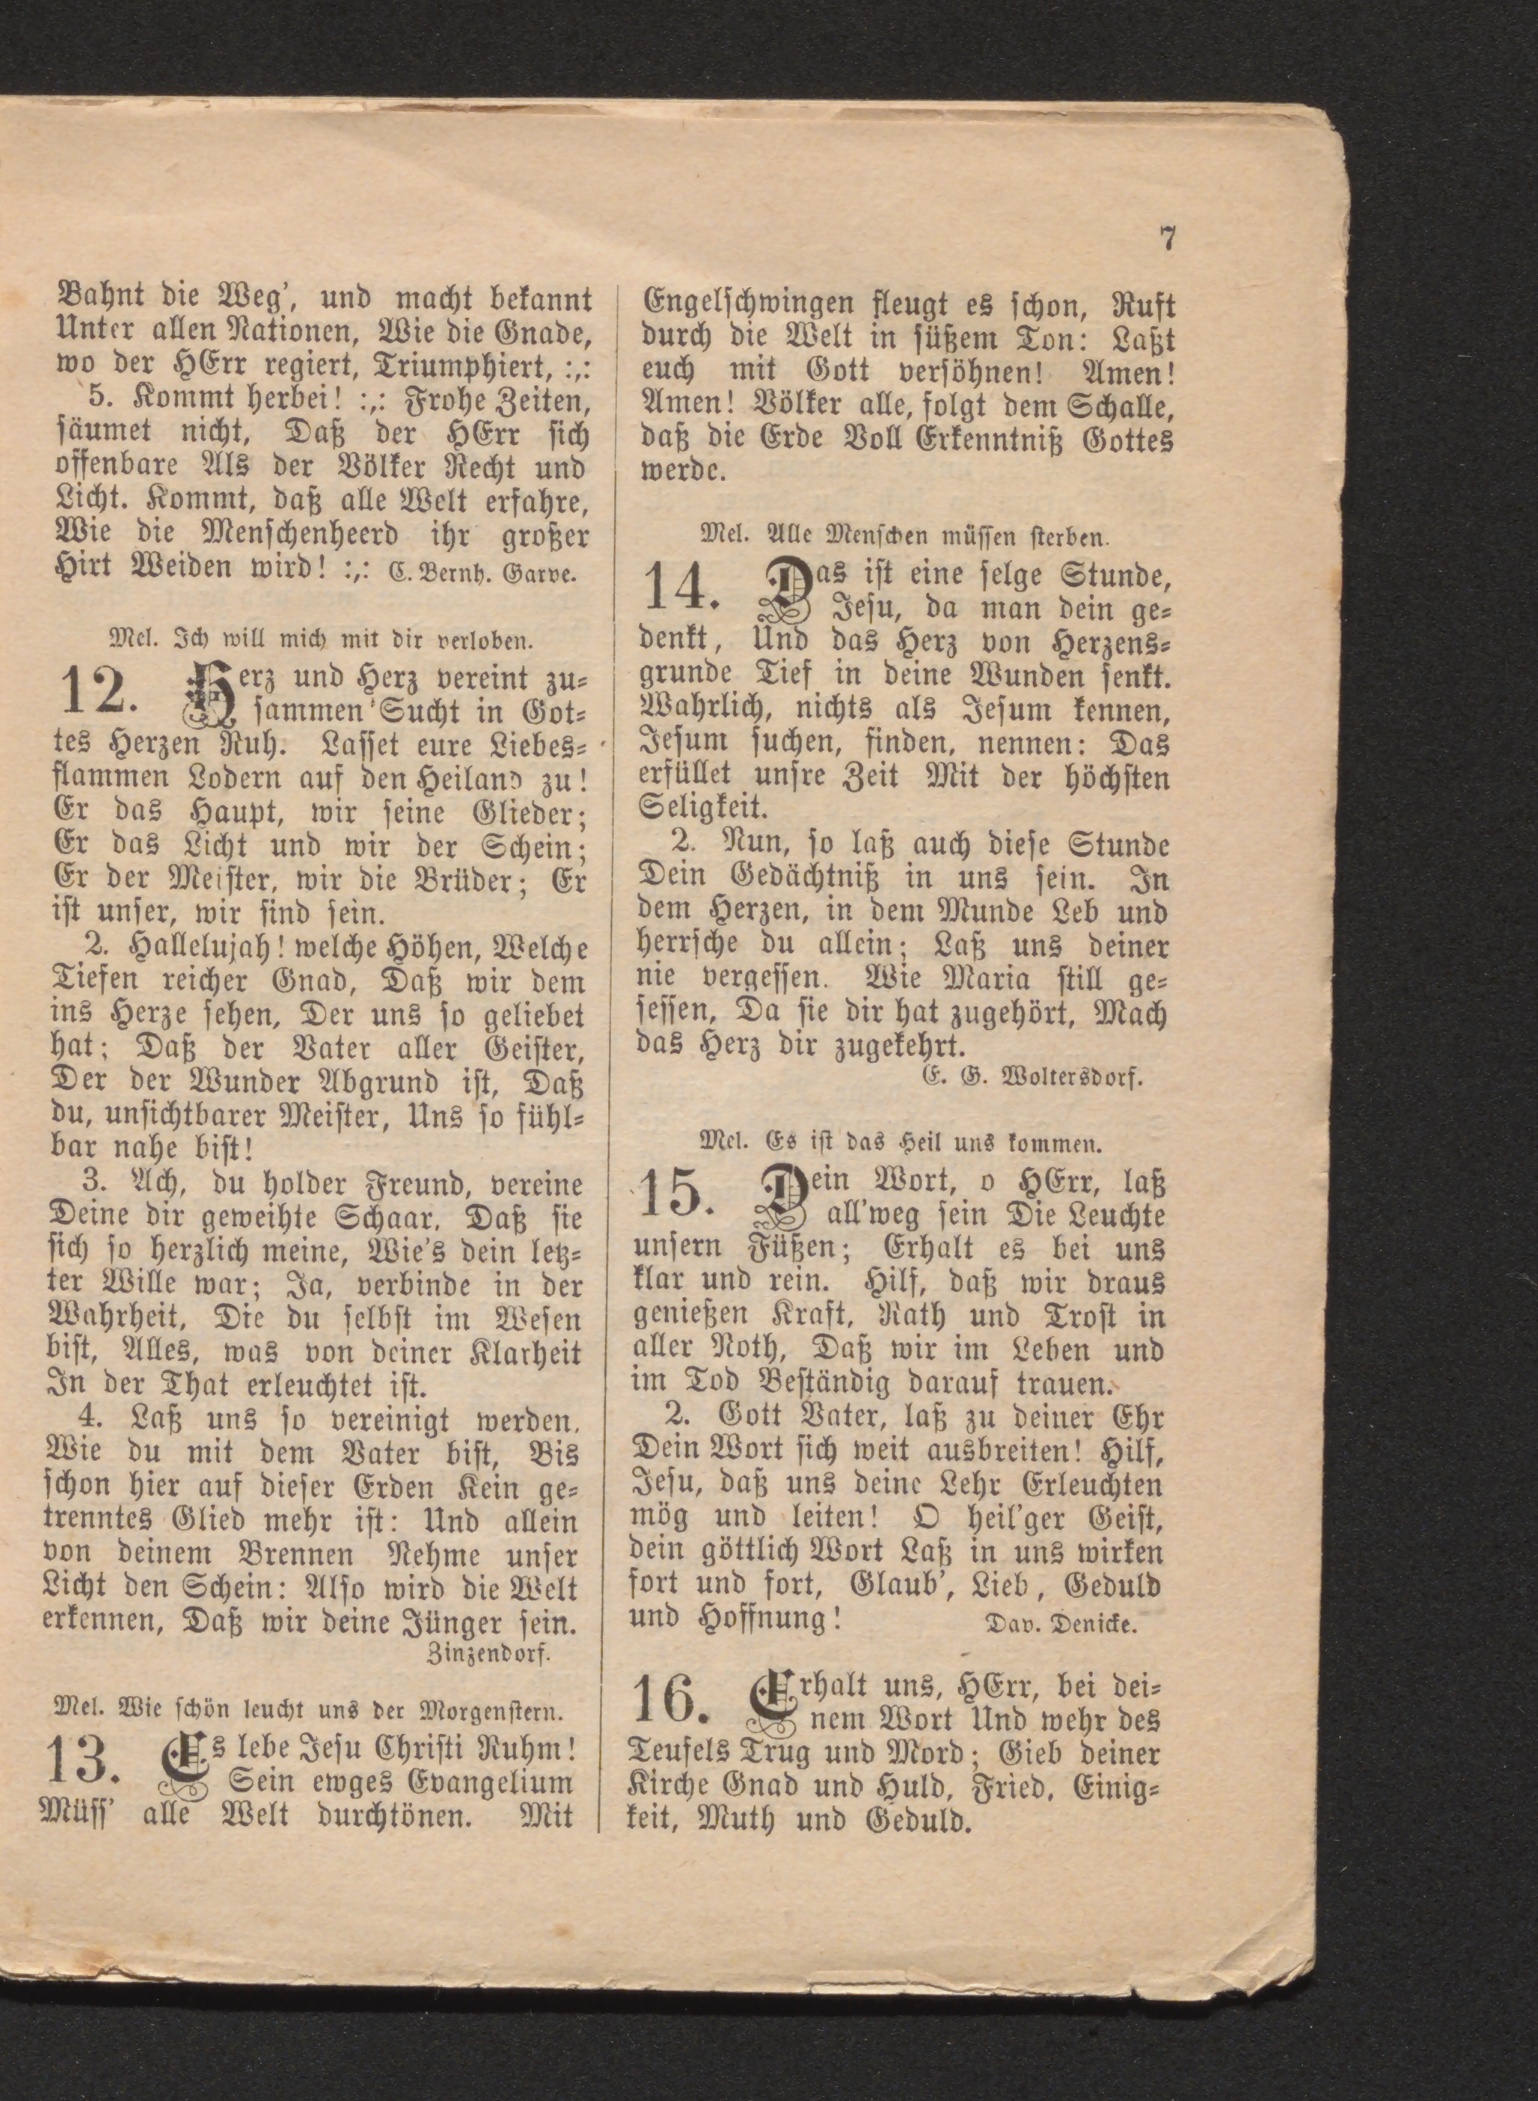 7
Bahnt die Weg', und macht bekannt
Unter allen Nationen, Wie die Gnade,
wo der HErr regiert, Triumphiert, :,:
5. Kommt herbei! :,: Frohe Zeiten,
säumet nicht, Daß der HErr sich
offenbare Als der Völker Recht und
Licht. Kommt, daß alle Welt erfahre,
Wie die Menschenheerd ihr großer
Hirt Weiden wird! :,: C. Bernh. Garve.
Mel. Ich will mich mit dir verloben.
12. Herz und Herz vereint zu-
sammen Sucht in Got-
tes Herzen Ruh. Lasset eure Liebes-
flammen Lodern auf den Heiland zu!
Er das Haupt, wir seine Glieder;
Er das Licht und wir der Schein;
Er der Meister, wir die Brüder; Er
ist unser, wir sind sein.
2. Hallelujah! welche Höhen, Welche
Tiefen reicher Gnad, Daß wir dem
ins Herze sehen, Der uns so geliebet
hat; Daß der Vater aller Geister,
Der der Wunder Abgrund ist, Daß
du, unsichtbarer Meister, Uns so fühl-
bar nahe bist!
3. Ach, du holder Freund, vereine
Deine dir geweihte Schaar, Daß sie
sich so herzlich meine, Wie's dein letz-
ter Wille war; Ja, verbinde in der
Wahrheit, Die du selbst im Wesen
bist, Alles, was von deiner Klarheit
In der That erleuchtet ist.
4. Laß uns so vereinigt werden,
Wie du mit dem Vater bist, Bis
schon hier auf dieser Erden Kein ge-
trenntes Glied mehr ist: Und allein
von deinem Brennen Nehme unser
Licht den Schein: Also wird die Welt
erkennen, Daß wir deine Jünger sein.
Zinzendorf.
Mel. Wie schön leucht uns der Morgenstern.
13. Es lebe Jesu Christi Ruhm!
Sein ewges Evangelium
Müss' alle Welt durchtönen. Mit
Engelschwingen fleugt es schon, Ruft
durch die Welt in süßem Ton: Laßt
euch mit Gott versöhnen! Amen!
Amen! Völker alle, folgt dem Schalle,
daß die Erde Voll Erkenntniß Gottes
werde.
Mel. Alle Menschen müssen sterben.
14. Das ist eine selge Stunde,
Jesu, da man dein ge-
denkt, Und das Herz von Herzens-
grunde Tief in deine Wunden senkt.
Wahrlich, nichts als Jesum kennen,
Jesum suchen, finden, nennen: Das
erfüllet unsre Zeit Mit der höchsten
Seligkeit.
2. Nun, so laß auch diese Stunde
Dein Gedächtniß in uns sein. In
dem Herzen, in dem Munde Leb und
herrsche du allein; Laß uns deiner
nie vergessen. Wie Maria still ge-
sessen, Da sie dir hat zugehört, Mach
das Herz dir zugekehrt.
E. G. Woltersdorf.
Mel. Es ist das Heil uns kommen.
15. Dein Wort, o HErr, laß
all'weg sein Die Leuchte
unsern Füßen; Erhalt es bei uns
klar und rein. Hilf, daß wir draus
genießen Kraft, Rath und Trost in
aller Noth, Daß wir im Leben und
im Tod Beständig darauf trauen.
2. Gott Vater, laß zu deiner Ehr
Dein Wort sich weit ausbreiten! Hilf,
Jesu, daß uns deine Lehr Erleuchten
mög und leiten! O heil'ger Geist,
dein göttlich Wort Laß in uns wirken
fort und fort, Glaub', Lieb, Geduld
und Hoffnung! Dav. Denicke.
16. Erhalt uns, HErr, bei dei-
nem Wort Und wehr des
Teufels Trug und Mord; Gieb deiner
Kirche Gnad und Huld, Fried, Einig-
keit, Muth und Geduld.